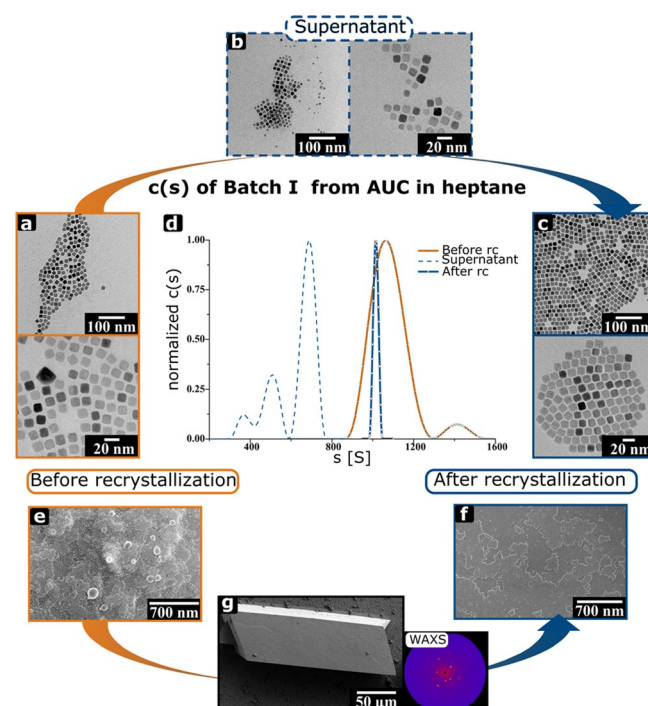 Supernatant
b
100 nm
20 nm
c(s) of Batch I from AUC in heptane
a
100 nm
20 nm
d
normalized c(s)
1.00
0.75
0.50
0.25
0.00
400
800
1200
1600
s [S]
Before rc
Supernatant
After rc
c
100 nm
20 nm
Before recrystallization
After recrystallization
e
700 nm
f
700 nm
g
50 µm
WAXS